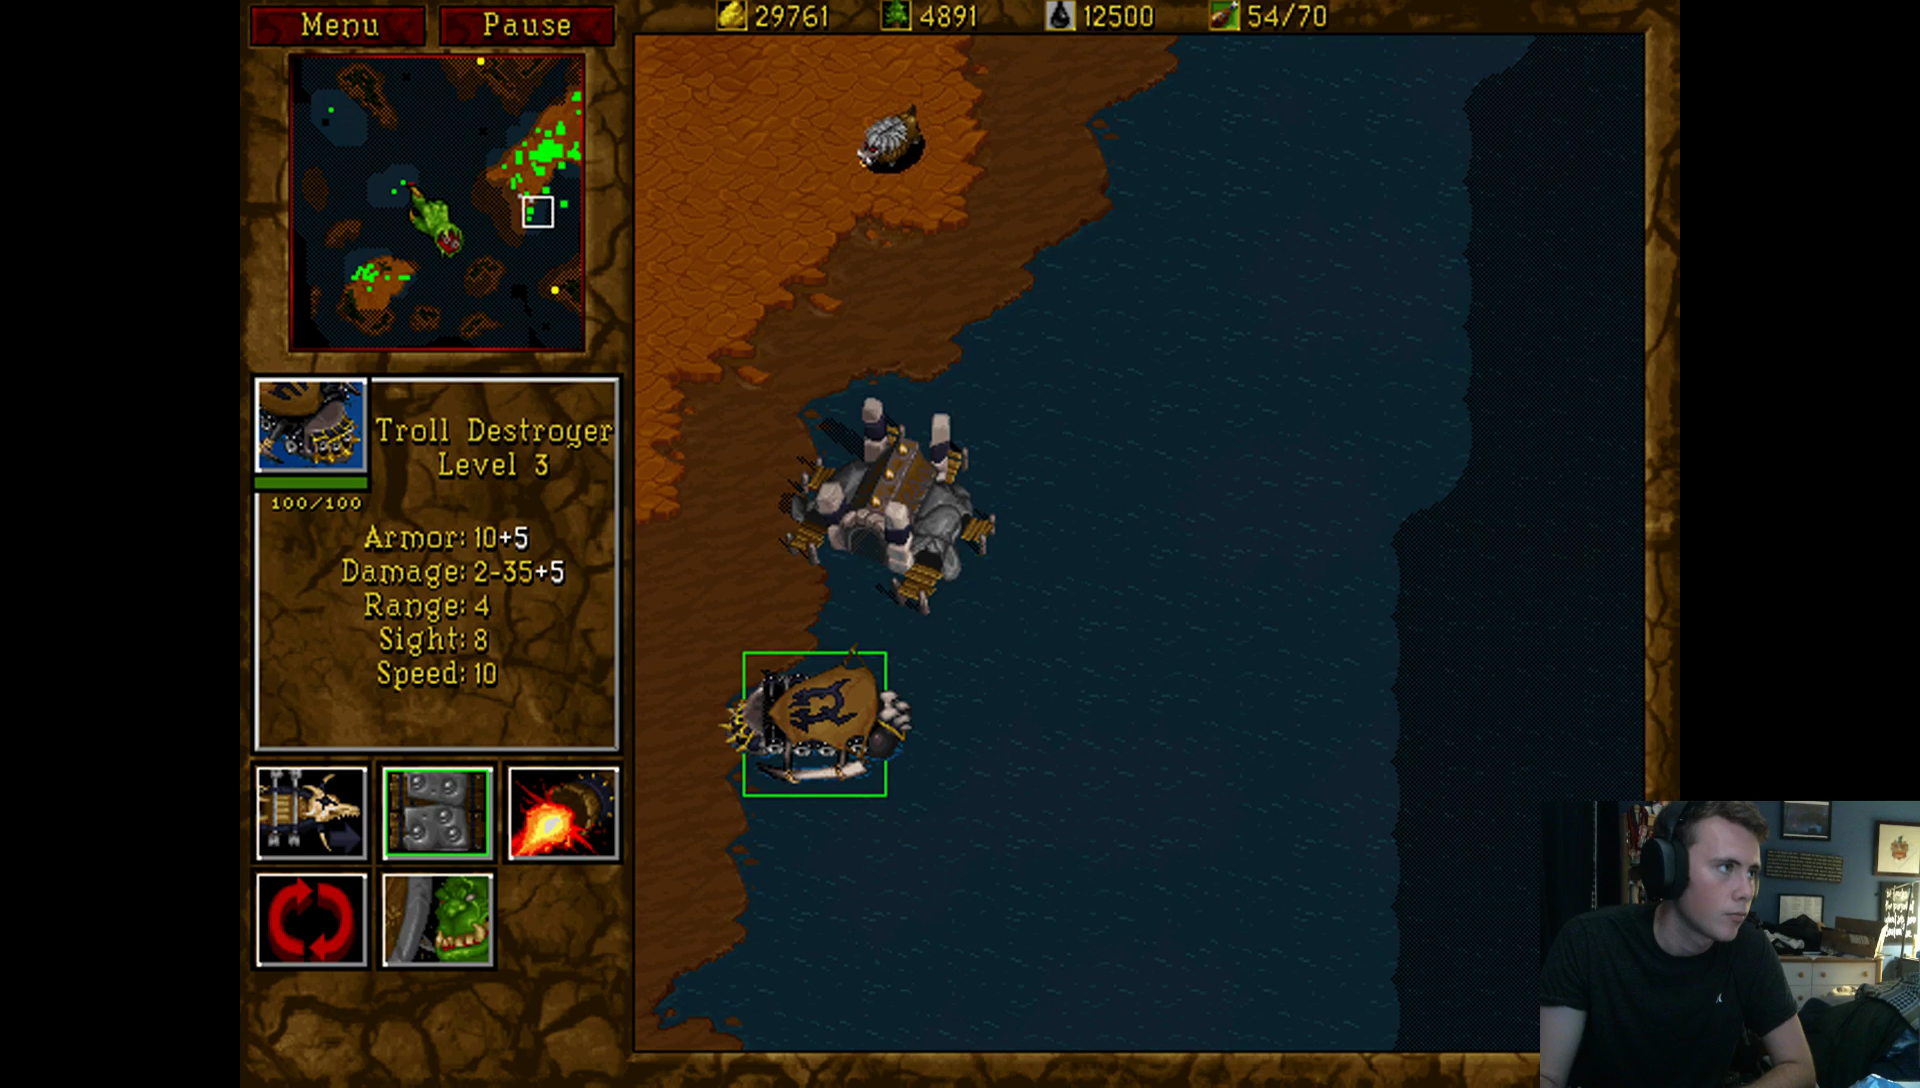 Menu
Pause
29761
4891
12500
54/70
Troll Destroyer
Level 3
100/100
Armor: 10+5
Damage: 2-35+5
Range: 4
Sight: 8
Speed: 10